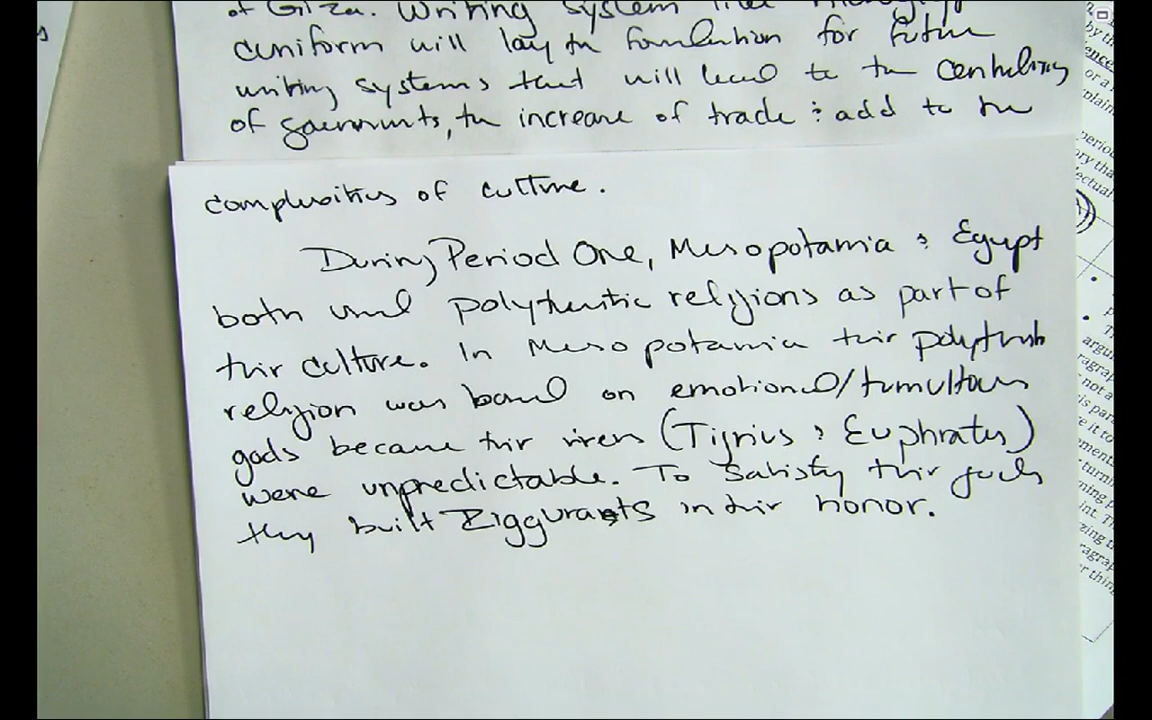 of Giza. Writing system like
cuniform will lay the foundation for future
writing systems that will lead to the centralizing
of governments, the increase of trade & add to the
complexities of culture.
During Period One, Mesopotamia & Egypt
both used polytheistic religions as part of
their culture. In Mesopotamia their polytheistic
religion was based on emotional/tumultous
gods because their rivers (Tigrius & Euphrates)
were unpredictable. To satisfy their gods
they built Ziggurats in their honor.